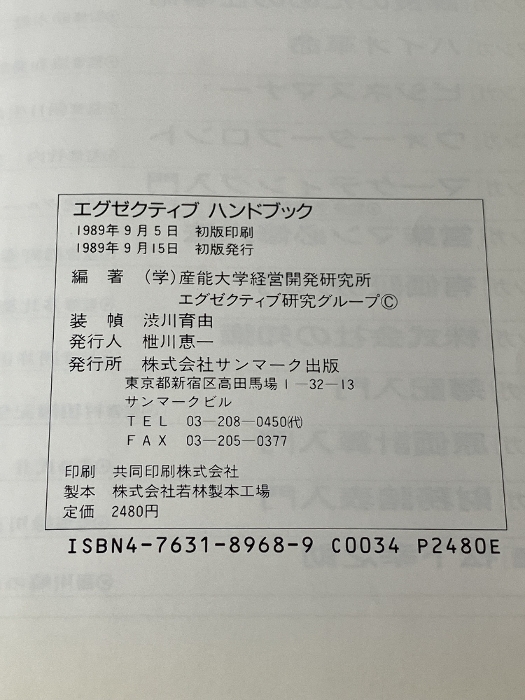 エグゼクティブ ハンドブック
1989年9月5日 初版印刷
1989年9月15日 初版発行
編著 (学)産能大学経営開発研究所
エグゼクティブ研究グループⒸ
装幀 渋川育由
発行人 枻川恵一
発行所 株式会社サンマーク出版
東京都新宿区高田馬場1-32-13
サンマークビル
TEL 03-208-0450㈹
FAX 03-205-0377
印刷 共同印刷株式会社
製本 株式会社若林製本工場
定価 2480円
ISBN4-7631-8968-9 C0034 P2480E